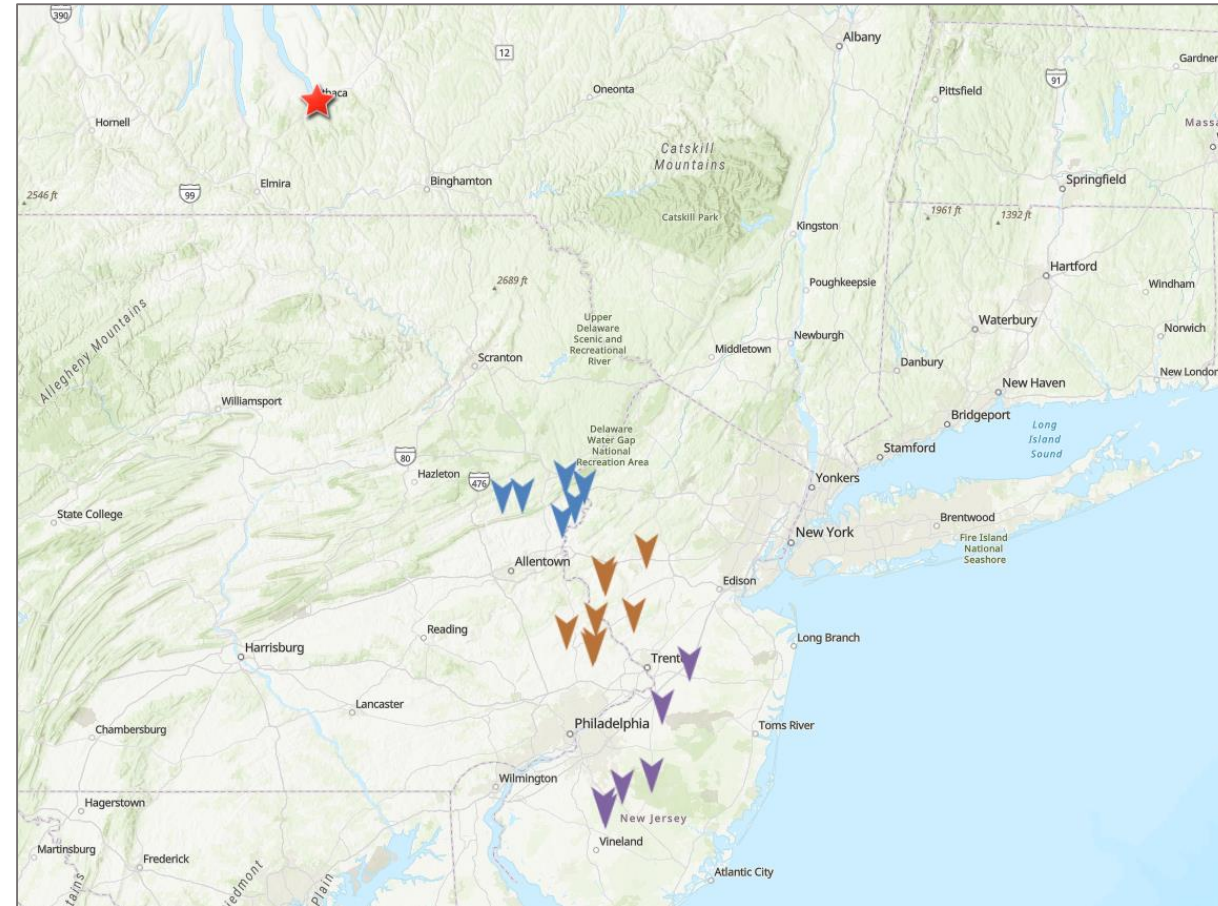 390
Albany
12
Gardner
91
Ithaca
Oneonta
Pittsfield
Hornell
Massa
Catskill
Mountains
Springfield
Elmira
Binghamton
2546 ft
99
Catskill Park
1961 ft
1392 ft
Kingston
Hartford
2689 ft
Poughkeepsie
Windham
Allegheny Mountains
Upper
Delaware
Scenic and
Recreational
River
Waterbury
Norwich
Newburgh
Middletown
Scranton
Danbury
New London
New Haven
Williamsport
Bridgeport
Delaware
Water Gap
National
Recreation Area
Long
Island
Sound
Stamford
80
Hazleton
476
Yonkers
State College
Brentwood
New York
Fire Island
National
Seashore
Allentown
Edison
Reading
Long Branch
Harrisburg
Trento
Lancaster
Philadelphia
Toms River
Chambersburg
Wilmington
Hagerstown
New Jersey
Vineland
Martinsburg
Frederick
Atlantic City
tains
iedmont
Plain